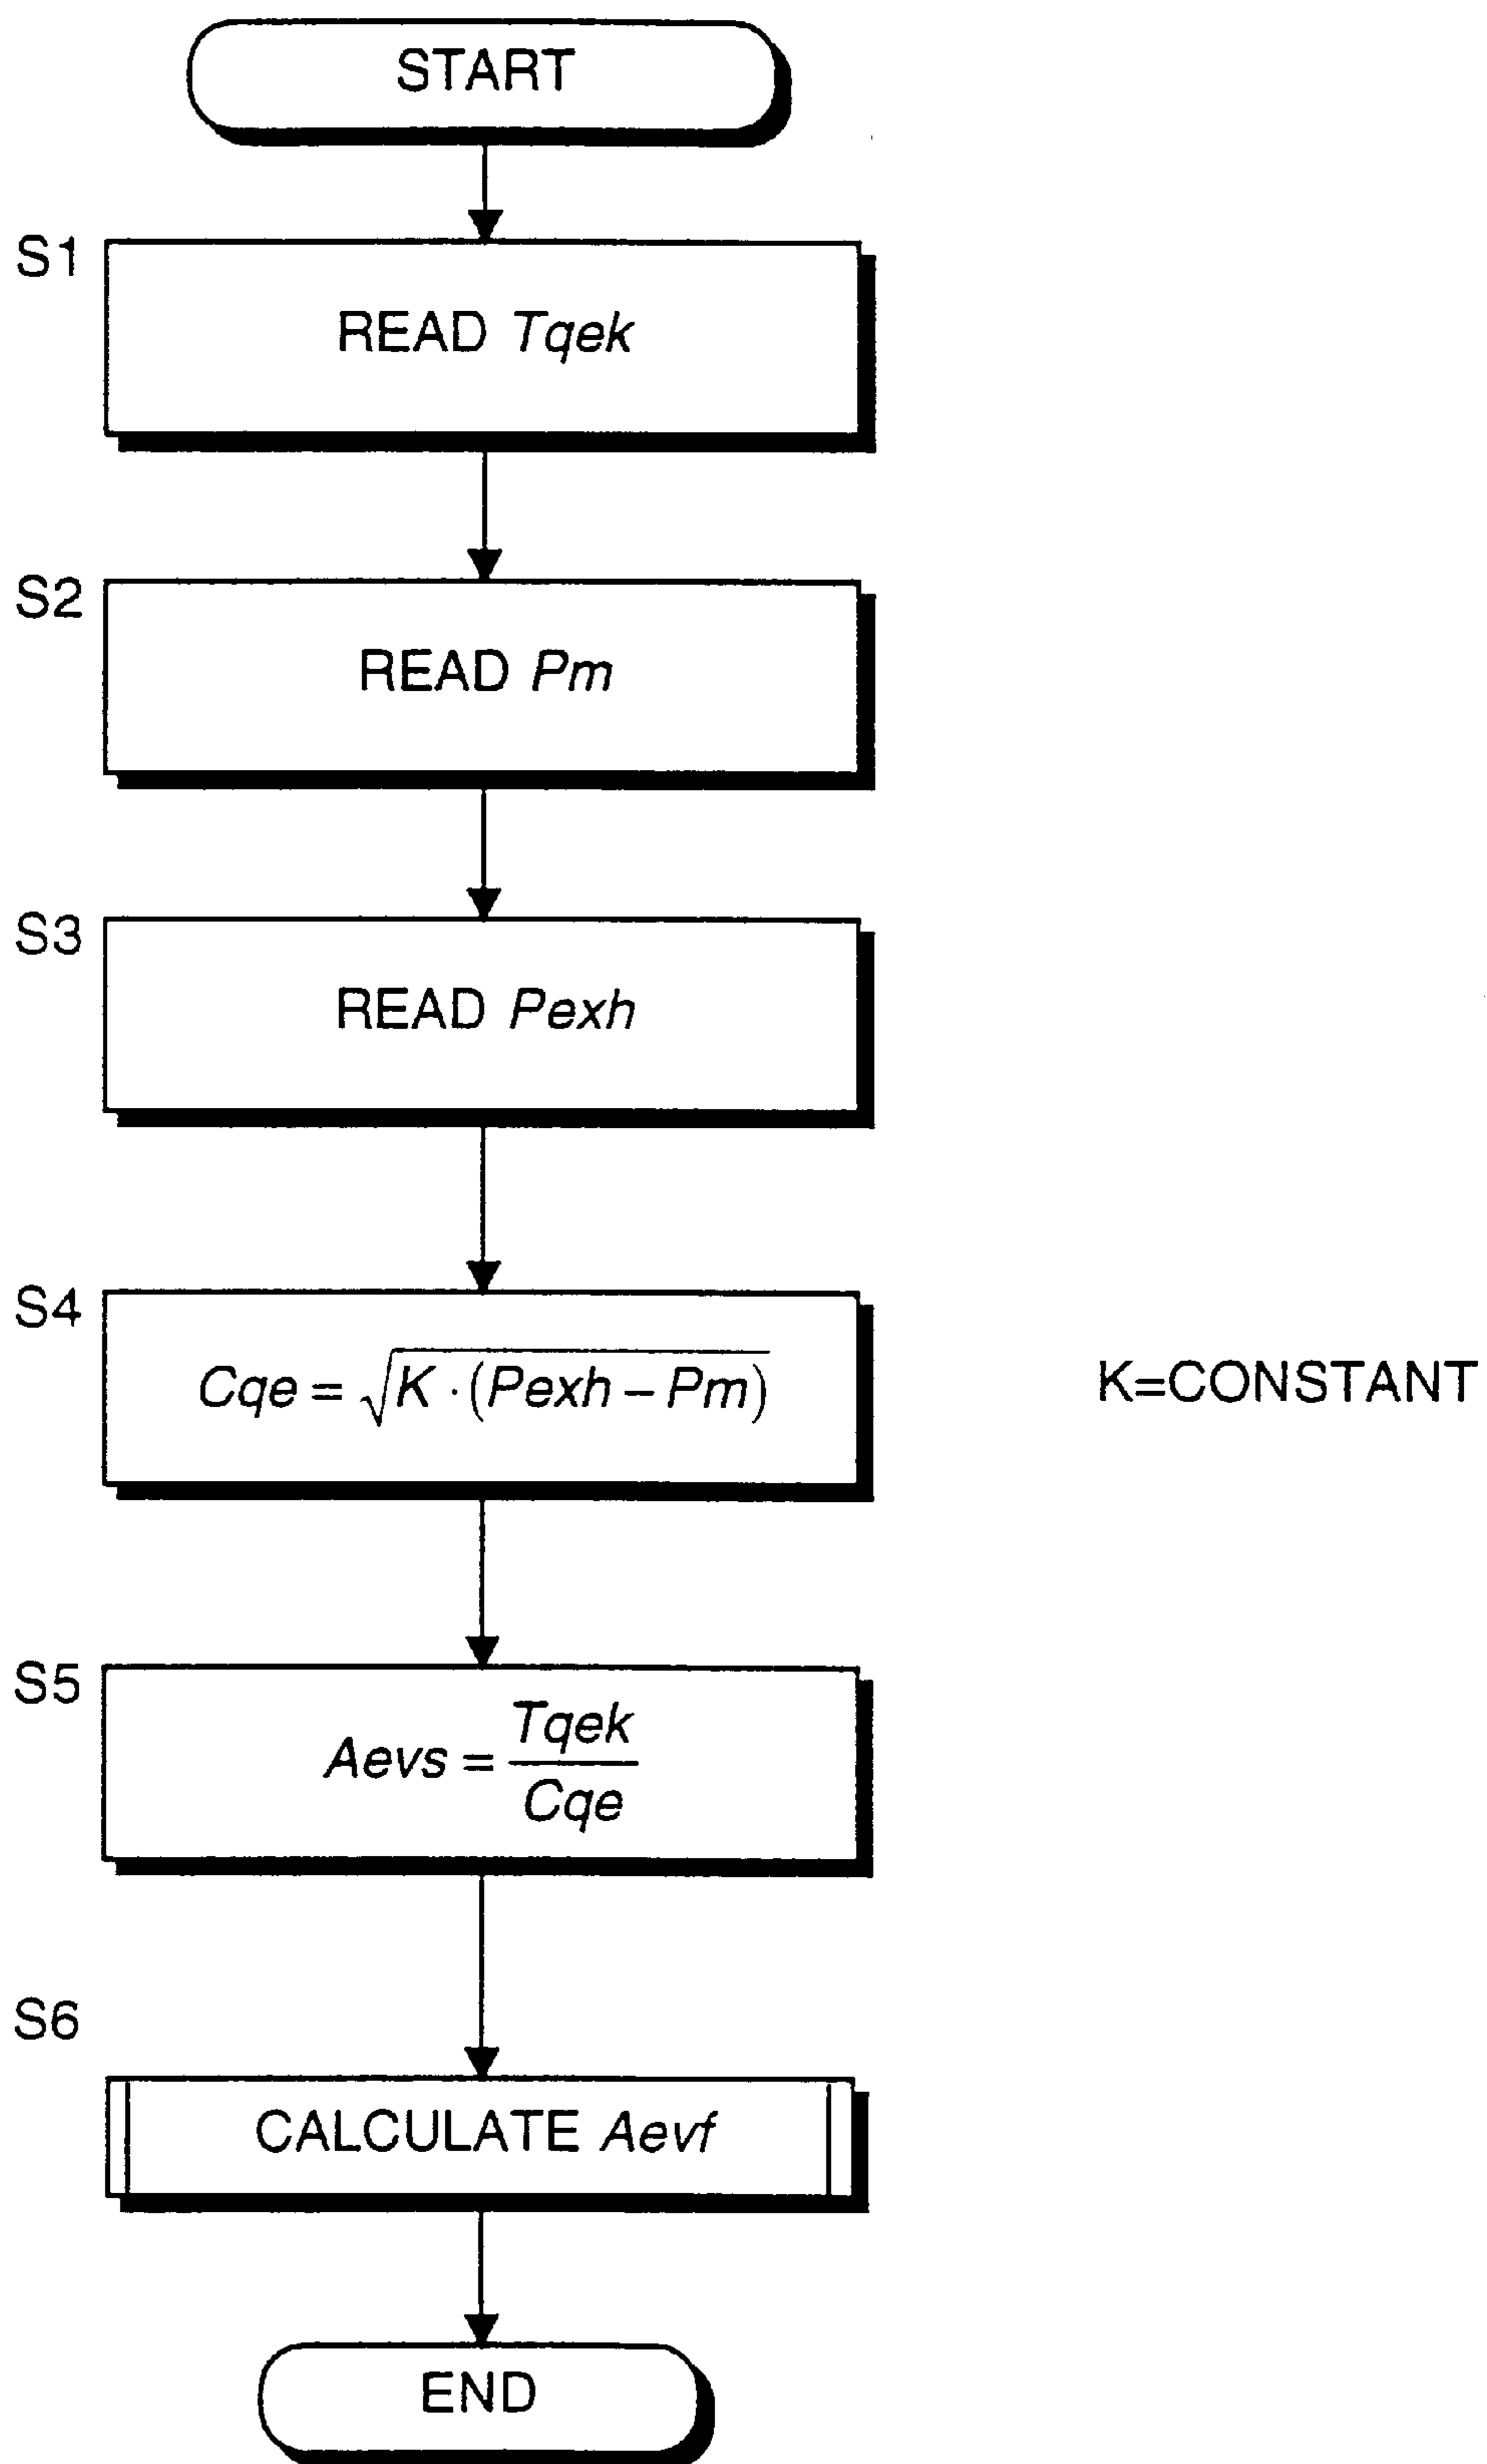 START
S1
READ Tqek
S2
READ Pm
S3
READ Pexh
S4
Cqe = √K · (Pexh − Pm)
K=CONSTANT
S5
Aevs = Tqek / Cqe
S6
CALCULATE Aevf
END